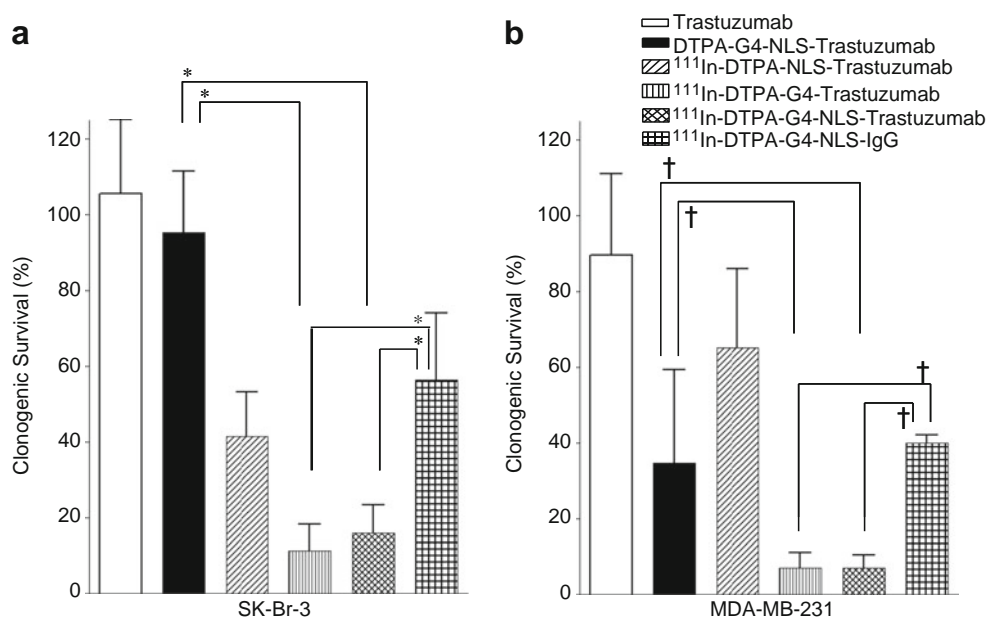 a
Clonogenic Survival (%)
120
100
80
60
40
20
0
*
*
*
*
SK-Br-3
b
Trastuzumab
DTPA-G4-NLS-Trastuzumab
¹¹¹In-DTPA-NLS-Trastuzumab
¹¹¹In-DTPA-G4-Trastuzumab
¹¹¹In-DTPA-G4-NLS-Trastuzumab
¹¹¹In-DTPA-G4-NLS-IgG
Clonogenic Survival (%)
120
100
80
60
40
20
0
†
†
†
†
MDA-MB-231